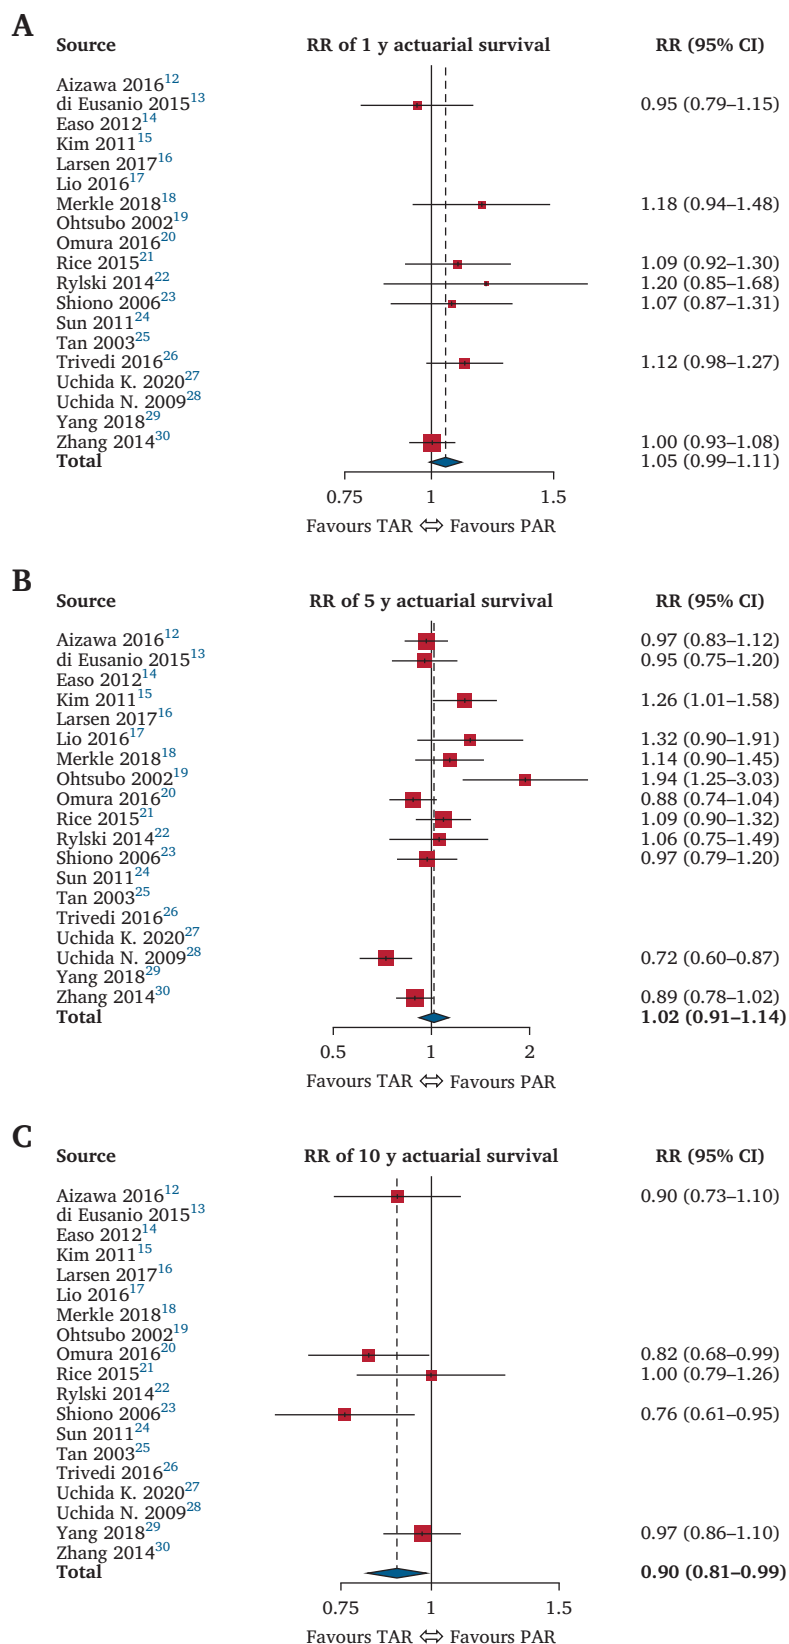 A
Source RR of 1 y actuarial survival RR (95% CI)
Aizawa 201612
di Eusanio 201513 0.95 (0.79–1.15)
Easo 201214
Kim 201115
Larsen 201716
Lio 201617
Merkle 201818 1.18 (0.94–1.48)
Ohtsubo 200219
Omura 201620
Rice 201521 1.09 (0.92–1.30)
Rylski 201422 1.20 (0.85–1.68)
Shiono 200623 1.07 (0.87–1.31)
Sun 201124
Tan 200325
Trivedi 201626 1.12 (0.98–1.27)
Uchida K. 202027
Uchida N. 200928
Yang 201829
Zhang 201430 1.00 (0.93–1.08)
Total 1.05 (0.99–1.11)
0.75 1 1.5
Favours TAR ⇔ Favours PAR
B
Source RR of 5 y actuarial survival RR (95% CI)
Aizawa 201612 0.97 (0.83–1.12)
di Eusanio 201513 0.95 (0.75–1.20)
Easo 201214
Kim 201115 1.26 (1.01–1.58)
Larsen 201716
Lio 201617 1.32 (0.90–1.91)
Merkle 201818 1.14 (0.90–1.45)
Ohtsubo 200219 1.94 (1.25–3.03)
Omura 201620 0.88 (0.74–1.04)
Rice 201521 1.09 (0.90–1.32)
Rylski 201422 1.06 (0.75–1.49)
Shiono 200623 0.97 (0.79–1.20)
Sun 201124
Tan 200325
Trivedi 201626
Uchida K. 202027
Uchida N. 200928 0.72 (0.60–0.87)
Yang 201829
Zhang 201430 0.89 (0.78–1.02)
Total 1.02 (0.91–1.14)
0.5 1 2
Favours TAR ⇔ Favours PAR
C
Source RR of 10 y actuarial survival RR (95% CI)
Aizawa 201612 0.90 (0.73–1.10)
di Eusanio 201513
Easo 201214
Kim 201115
Larsen 201716
Lio 201617
Merkle 201818
Ohtsubo 200219
Omura 201620 0.82 (0.68–0.99)
Rice 201521 1.00 (0.79–1.26)
Rylski 201422
Shiono 200623 0.76 (0.61–0.95)
Sun 201124
Tan 200325
Trivedi 201626
Uchida K. 202027
Uchida N. 200928
Yang 201829 0.97 (0.86–1.10)
Zhang 201430
Total 0.90 (0.81–0.99)
0.75 1 1.5
Favours TAR ⇔ Favours PAR